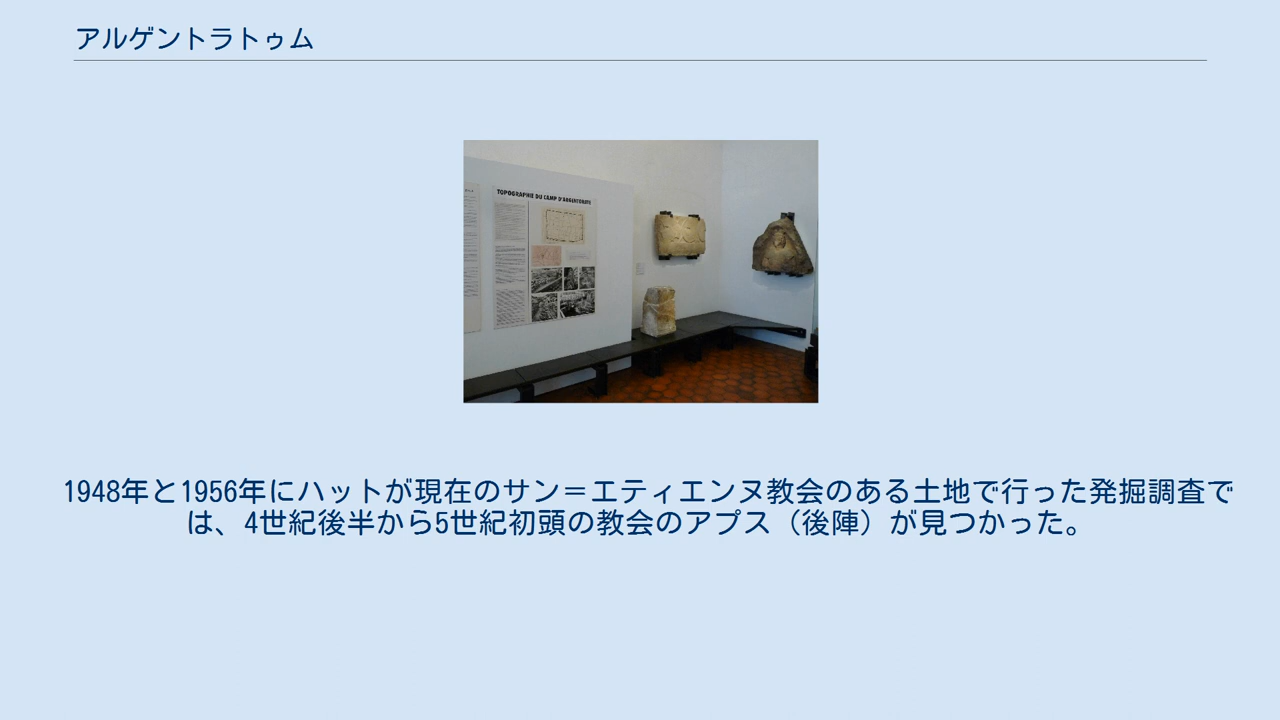 アルゲントラトゥム
TOPOGRAPHIE DU CAMP D'ARGENTORATE
1948年と1956年にハットが現在のサン＝エティエンヌ教会のある土地で行った発掘調査で
は、4世紀後半から5世紀初頭の教会のアプス（後陣）が見つかった。